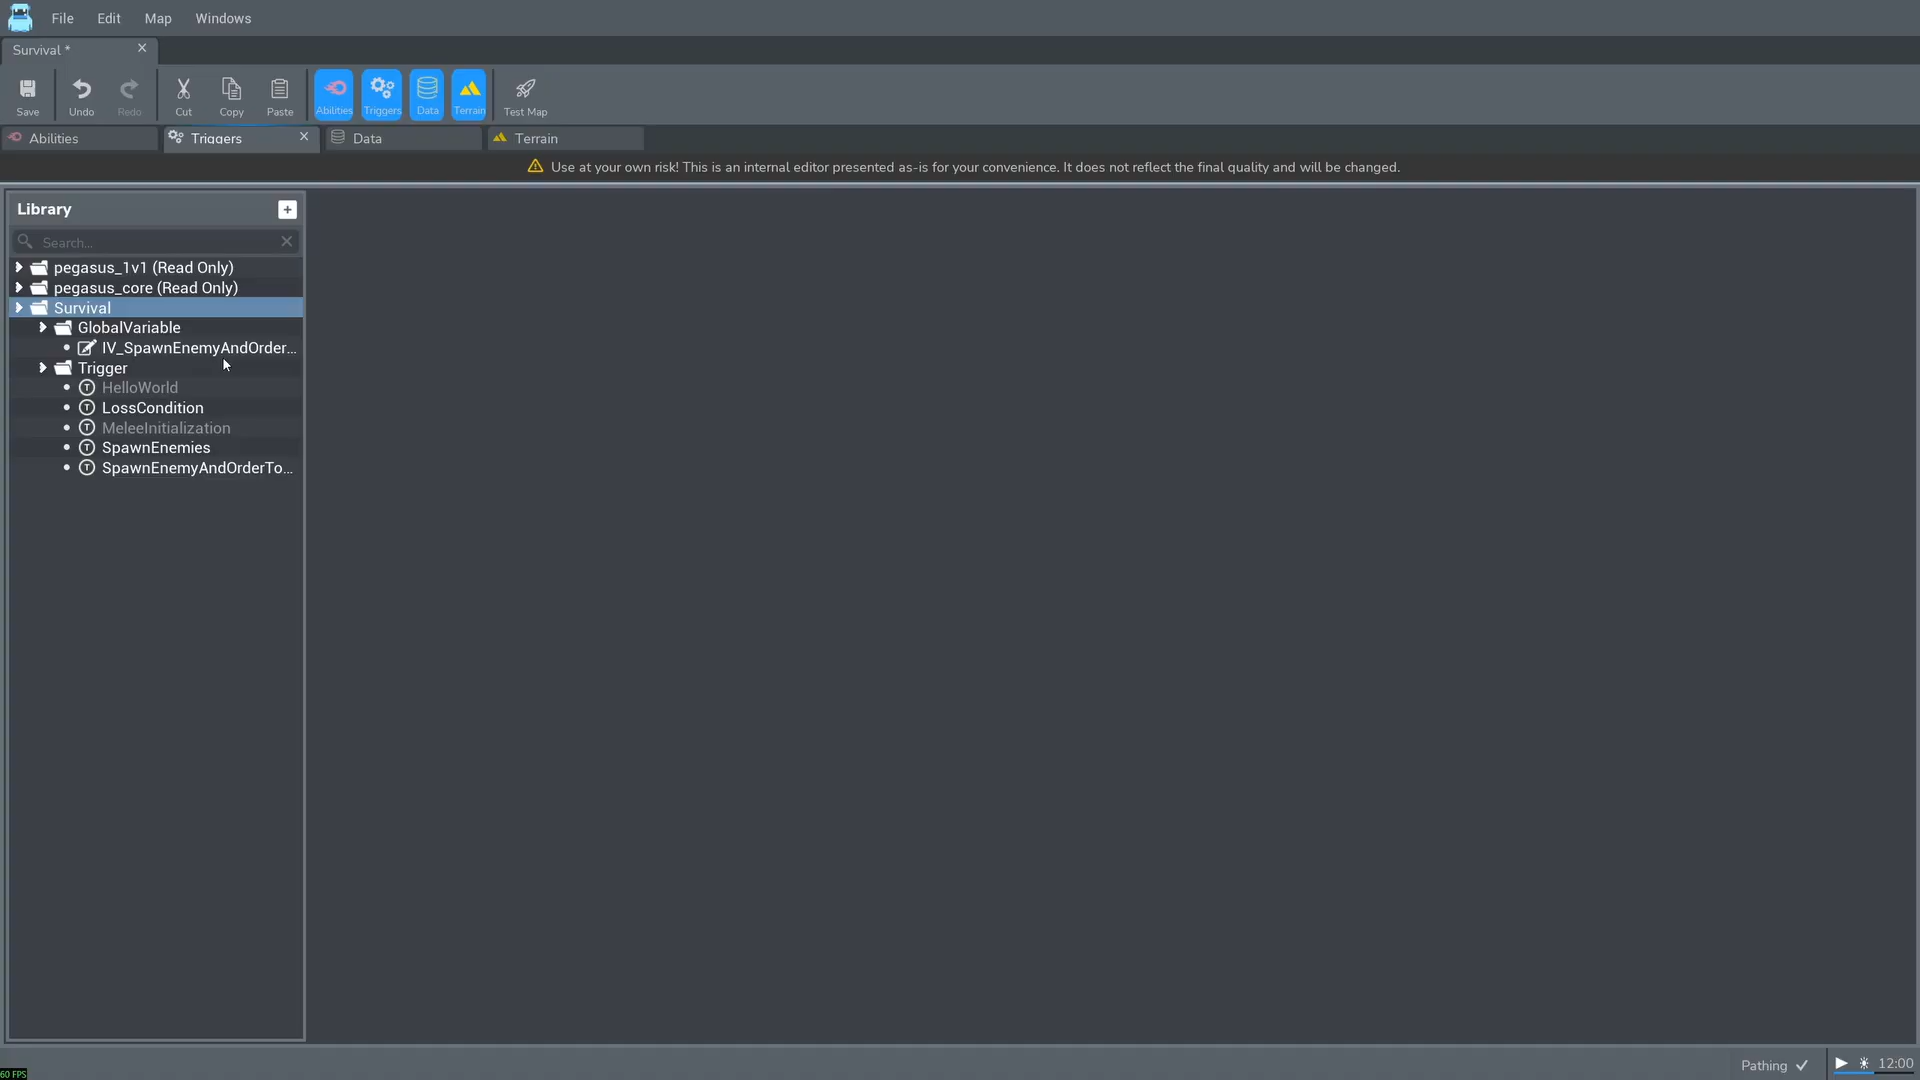 File Edit Map Windows
Survival *
Save Undo Redo Cut Copy Paste Abilities Triggers Data Terrain Test Map
Abilities Triggers Data Terrain
Use at your own risk! This is an internal editor presented as-is for your convenience. It does not reflect the final quality and will be changed.
Library
Search...
pegasus_1v1 (Read Only)
pegasus_core (Read Only)
Survival
GlobalVariable
IV_SpawnEnemyAndOrder...
Trigger
HelloWorld
LossCondition
MeleeInitialization
SpawnEnemies
SpawnEnemyAndOrderTo...
Pathing 12:00
60 FPS